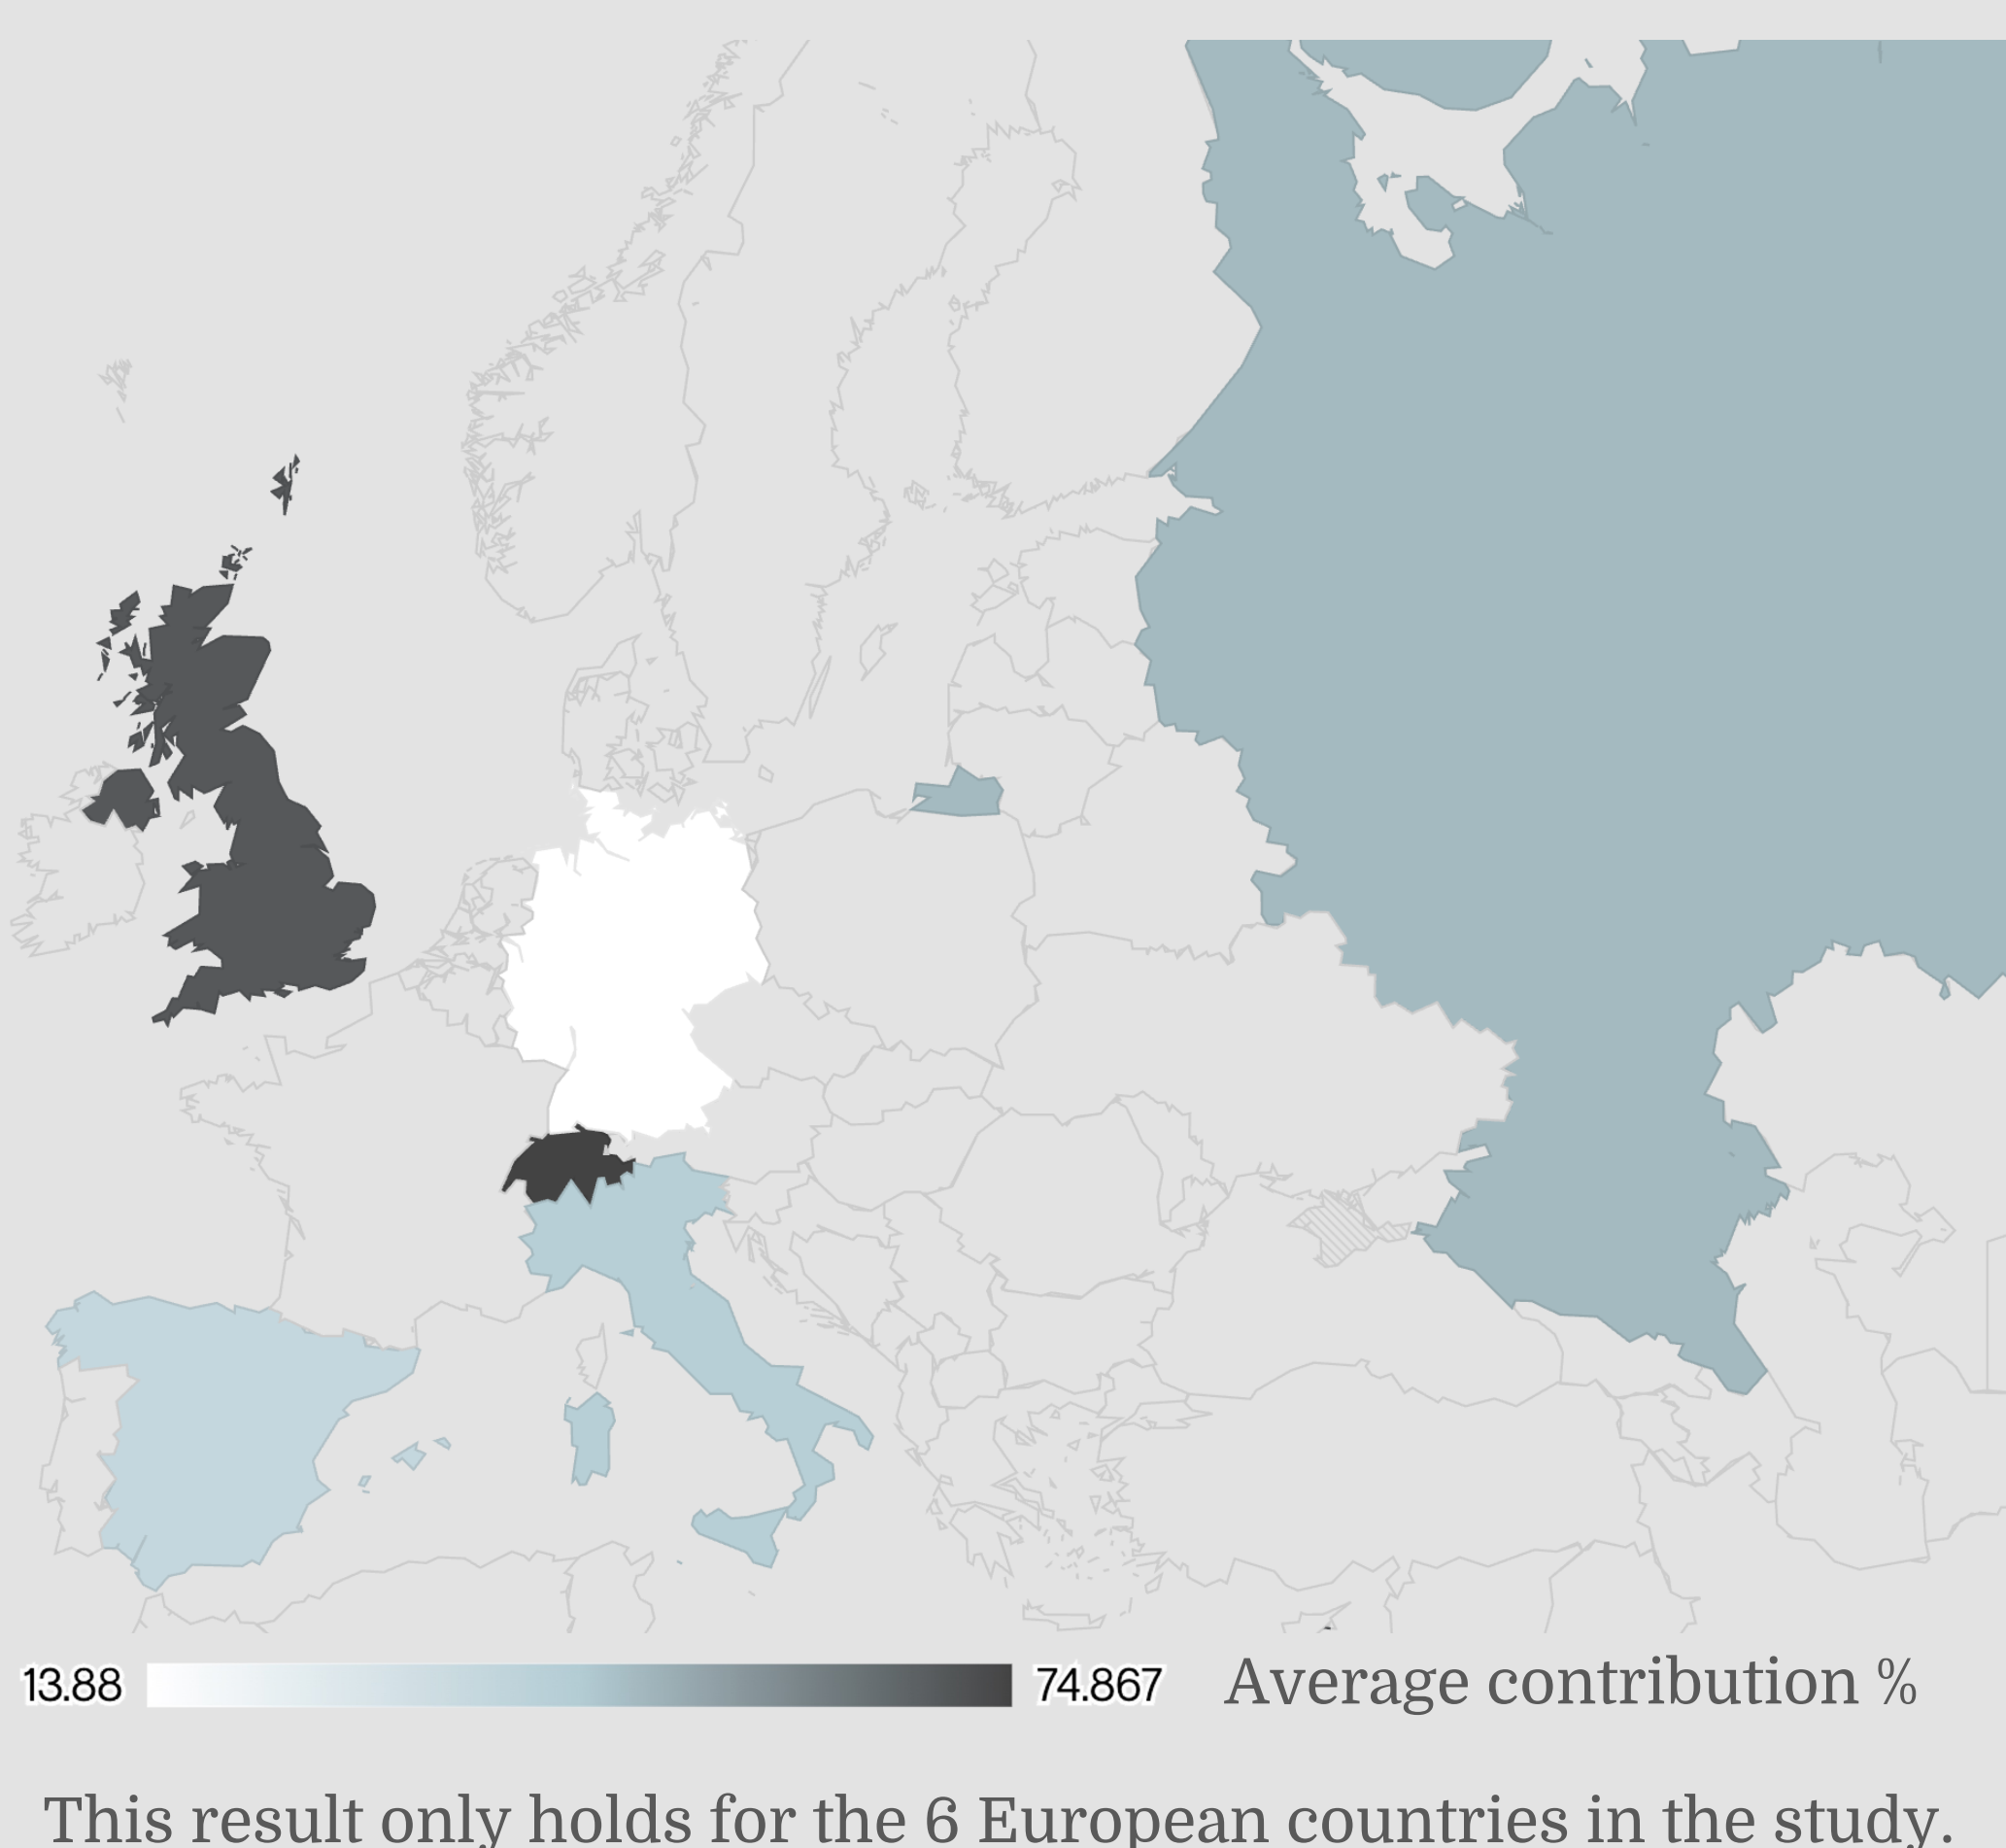 13.88 74.867 Average contribution %
This result only holds for the 6 European countries in the study.